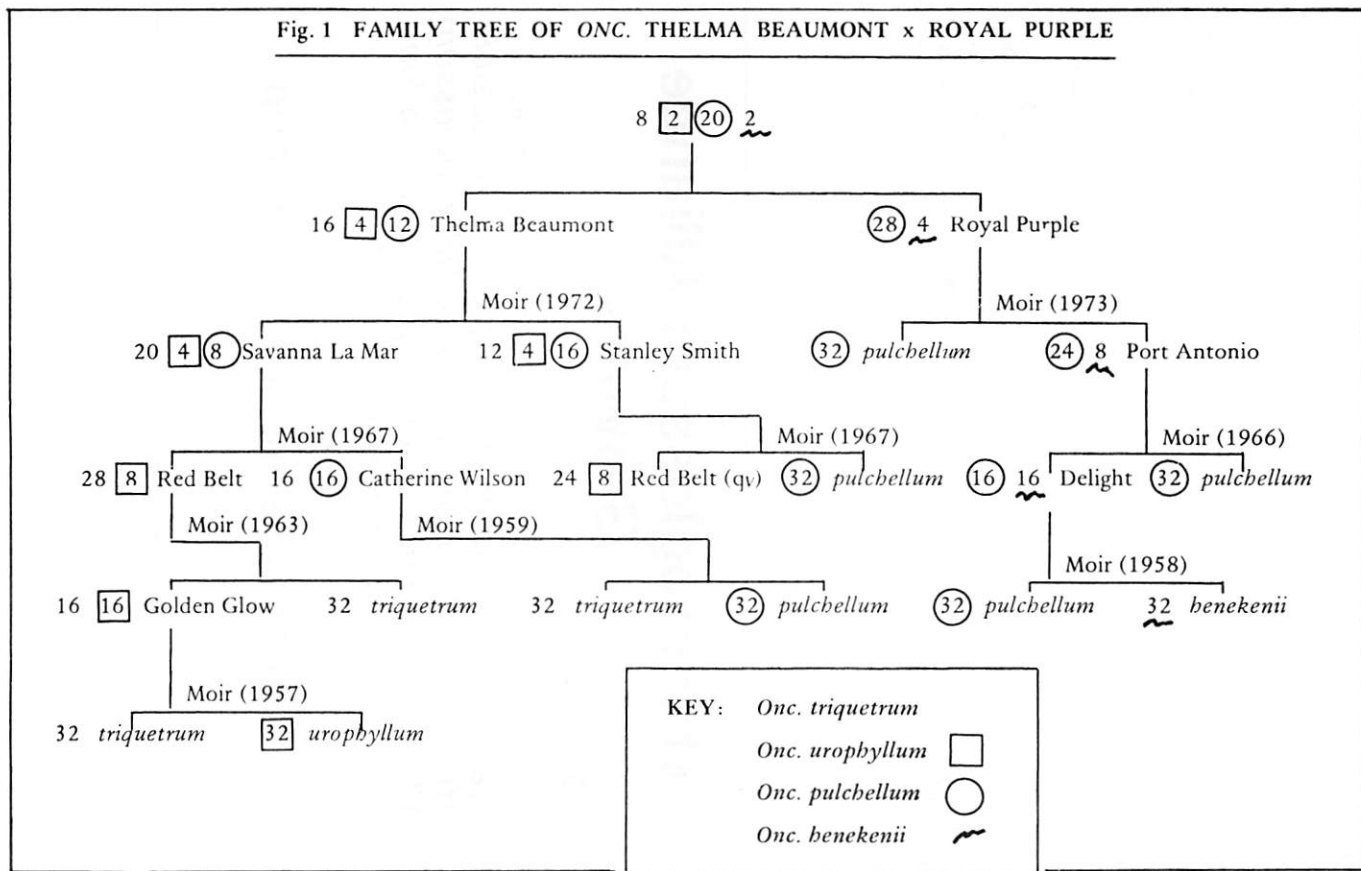 Fig. 1 FAMILY TREE OF ONC. THELMA BEAUMONT x ROYAL PURPLE
8 2 20 2
16 4 12 Thelma Beaumont 28 4 Royal Purple
Moir (1972) Moir (1973)
20 4 8 Savanna La Mar 12 4 16 Stanley Smith 32 pulchellum 24 8 Port Antonio
Moir (1967) Moir (1967) Moir (1966)
28 8 Red Belt 16 16 Catherine Wilson 24 8 Red Belt (qv) 32 pulchellum 16 16 Delight 32 pulchellum
Moir (1963) Moir (1959) Moir (1958)
16 16 Golden Glow 32 triquetrum 32 triquetrum 32 pulchellum 32 pulchellum 32 henekenii
Moir (1957)
32 triquetrum 32 urophyllum
KEY: Onc. triquetrum
Onc. urophyllum
Onc. pulchellum
Onc. henekenii